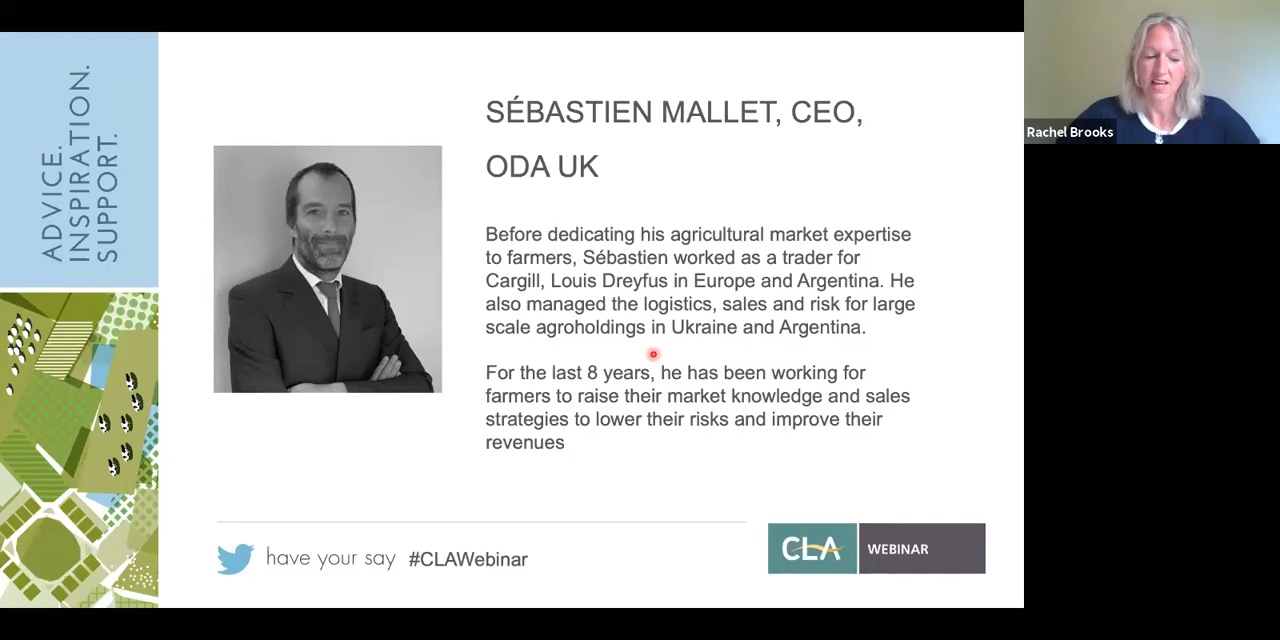 ADVICE.
INSPIRATION.
SUPPORT.
SÉBASTIEN MALLET, CEO,
ODA UK
Before dedicating his agricultural market expertise
to farmers, Sébastien worked as a trader for
Cargill, Louis Dreyfus in Europe and Argentina. He
also managed the logistics, sales and risk for large
scale agroholdings in Ukraine and Argentina.
For the last 8 years, he has been working for
farmers to raise their market knowledge and sales
strategies to lower their risks and improve their
revenues
have your say #CLAWebinar
CLA WEBINAR
Rachel Brooks